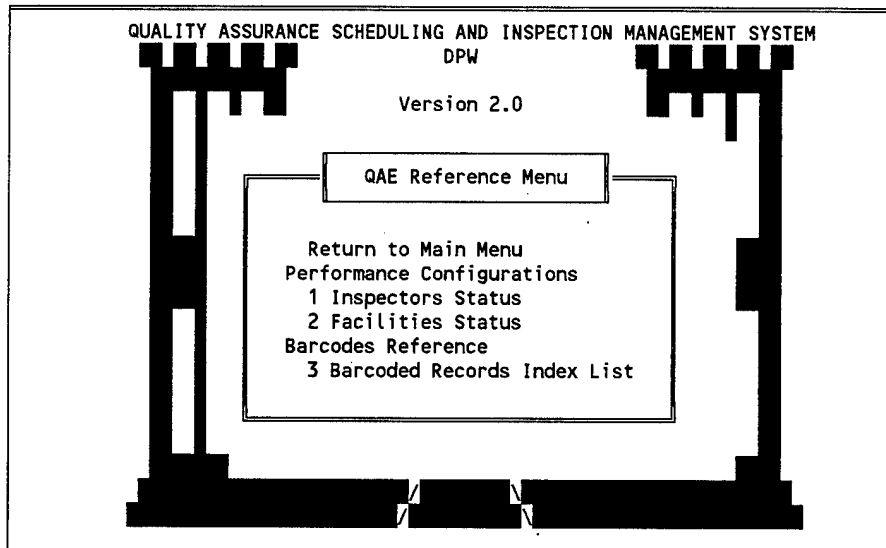 QUALITY ASSURANCE SCHEDULING AND INSPECTION MANAGEMENT SYSTEM
DPW
Version 2.0
QAE Reference Menu
Return to Main Menu
Performance Configurations
1 Inspectors Status
2 Facilities Status
Barcodes Reference
3 Barcoded Records Index List